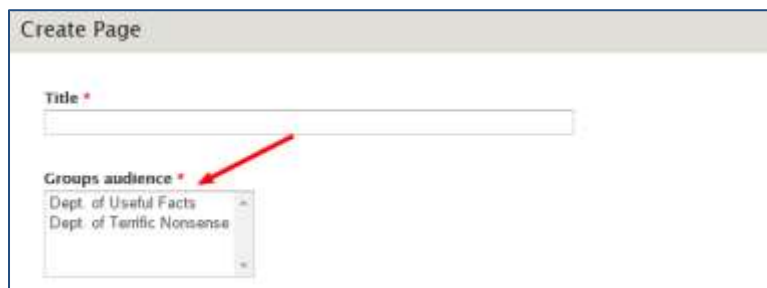 Create Page
Title *
Groups audience *
Dept. of Useful Facts
Dept. of Terrific Nonsense